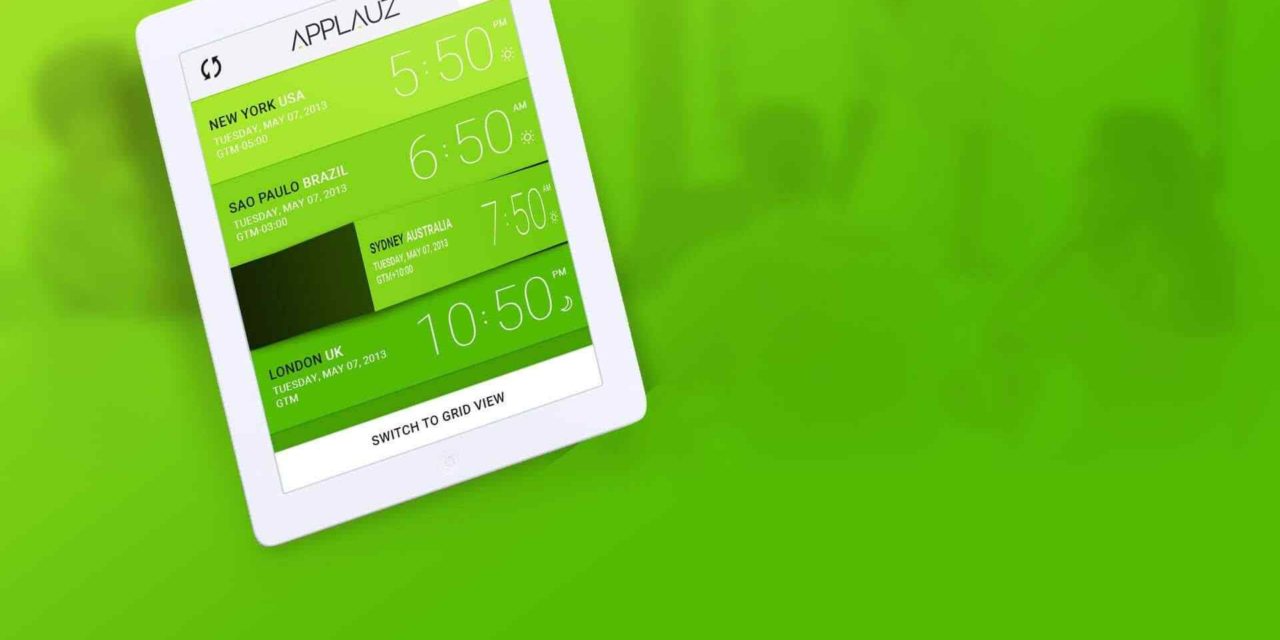 APPLAUZ
NEW YORK USA
TUESDAY, MAY 07, 2013
GTM-05:00
5:50 PM
SAO PAULO BRAZIL
TUESDAY, MAY 07, 2013
GTM-03:00
6:50 AM
SYDNEY AUSTRALIA
TUESDAY, MAY 07, 2013
GTM+10:00
7:50 AM
LONDON UK
TUESDAY, MAY 07, 2013
GTM
10:50 PM
SWITCH TO GRID VIEW